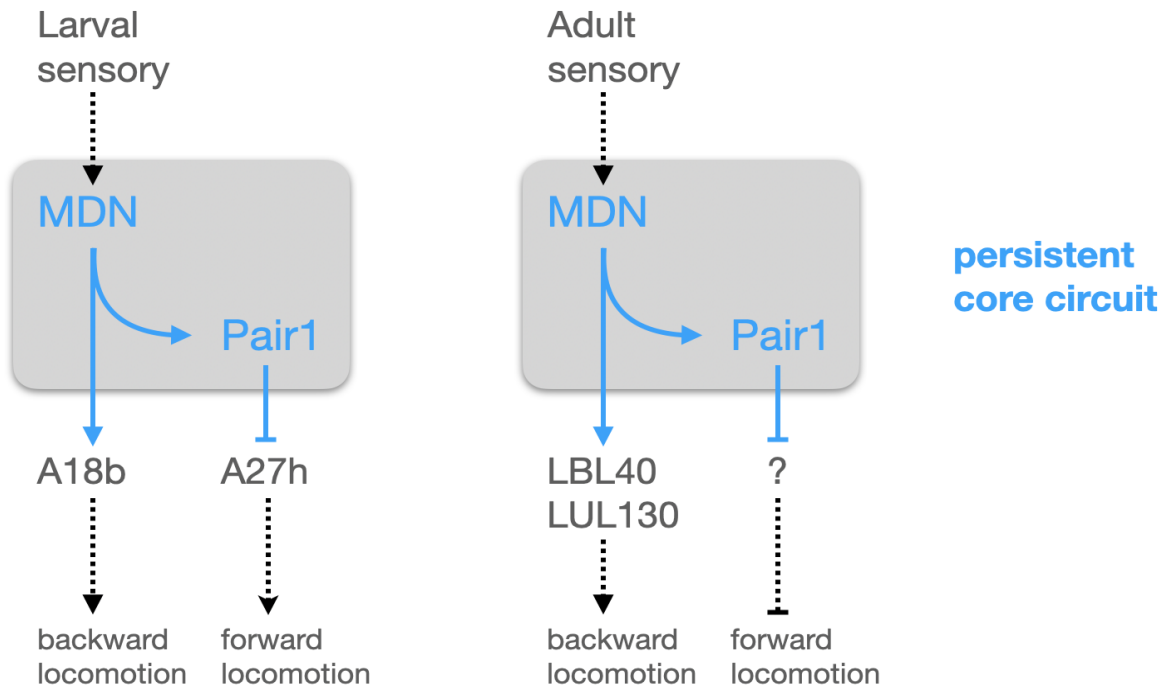 Larval
sensory
MDN
Pair1
A18b
A27h
backward
locomotion
forward
locomotion
Adult
sensory
MDN
Pair1
LBL40
LUL130
?
backward
locomotion
forward
locomotion
persistent
core circuit